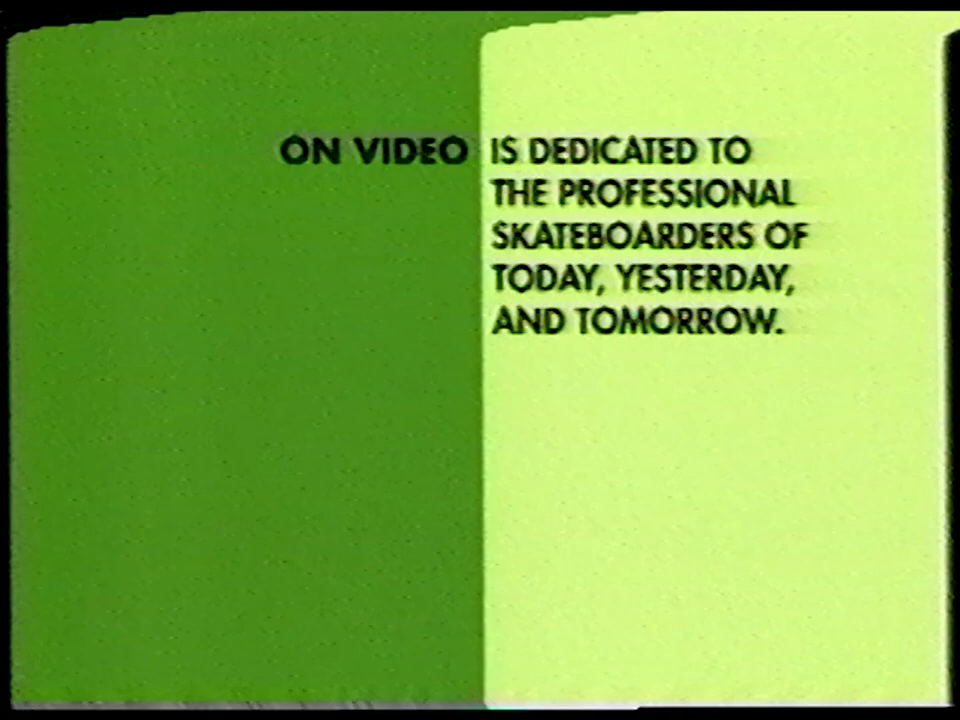 ON VIDEO IS DEDICATED TO
THE PROFESSIONAL
SKATEBOARDERS OF
TODAY, YESTERDAY,
AND TOMORROW.